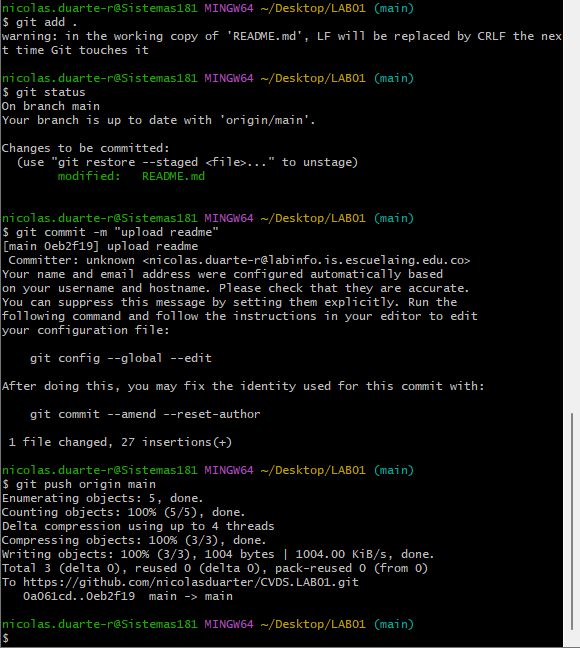 nicolas.duarte-r@Sistemas181 MINGW64 ~/Desktop/LAB01 (main)
$ git add .
warning: in the working copy of 'README.md', LF will be replaced by CRLF the nex
t time Git touches it
nicolas.duarte-r@Sistemas181 MINGW64 ~/Desktop/LAB01 (main)
$ git status
On branch main
Your branch is up to date with 'origin/main'.
Changes to be committed:
  (use "git restore --staged <file>..." to unstage)
        modified:   README.md
nicolas.duarte-r@Sistemas181 MINGW64 ~/Desktop/LAB01 (main)
$ git commit -m "upload readme"
[main 0eb2f19] upload readme
 Committer: unknown <nicolas.duarte-r@labinfo.is.escuelaing.edu.co>
Your name and email address were configured automatically based
on your username and hostname. Please check that they are accurate.
You can suppress this message by setting them explicitly. Run the
following command and follow the instructions in your editor to edit
your configuration file:
    git config --global --edit
After doing this, you may fix the identity used for this commit with:
    git commit --amend --reset-author
 1 file changed, 27 insertions(+)
nicolas.duarte-r@Sistemas181 MINGW64 ~/Desktop/LAB01 (main)
$ git push origin main
Enumerating objects: 5, done.
Counting objects: 100% (5/5), done.
Delta compression using up to 4 threads
Compressing objects: 100% (3/3), done.
Writing objects: 100% (3/3), 1004 bytes | 1004.00 KiB/s, done.
Total 3 (delta 0), reused 0 (delta 0), pack-reused 0 (from 0)
To https://github.com/nicolasduarter/CVDS.LAB01.git
   0a061cd..0eb2f19  main -> main
nicolas.duarte-r@Sistemas181 MINGW64 ~/Desktop/LAB01 (main)
$